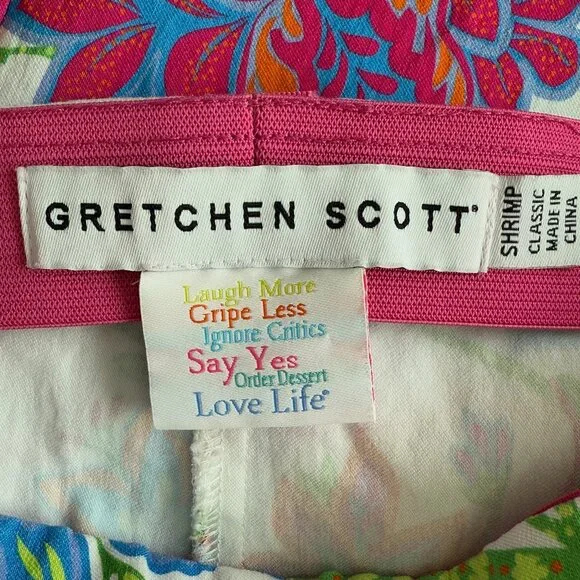 GRETCHEN SCOTT®
SHRIMP
CLASSIC
MADE IN
CHINA
Laugh More
Gripe Less
Ignore Critics
Say Yes
Order Dessert
Love Life®